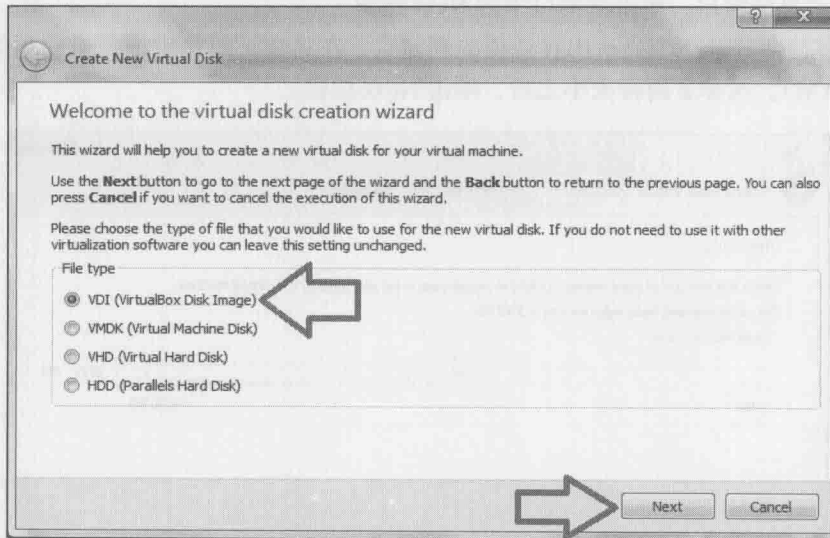 Create New Virtual Disk
Welcome to the virtual disk creation wizard
This wizard will help you to create a new virtual disk for your virtual machine.
Use the Next button to go to the next page of the wizard and the Back button to return to the previous page. You can also
press Cancel if you want to cancel the execution of this wizard.
Please choose the type of file that you would like to use for the new virtual disk. If you do not need to use it with other
virtualization software you can leave this setting unchanged.
File type
VDI (VirtualBox Disk Image)
VMDK (Virtual Machine Disk)
VHD (Virtual Hard Disk)
HDD (Parallels Hard Disk)
Next
Cancel